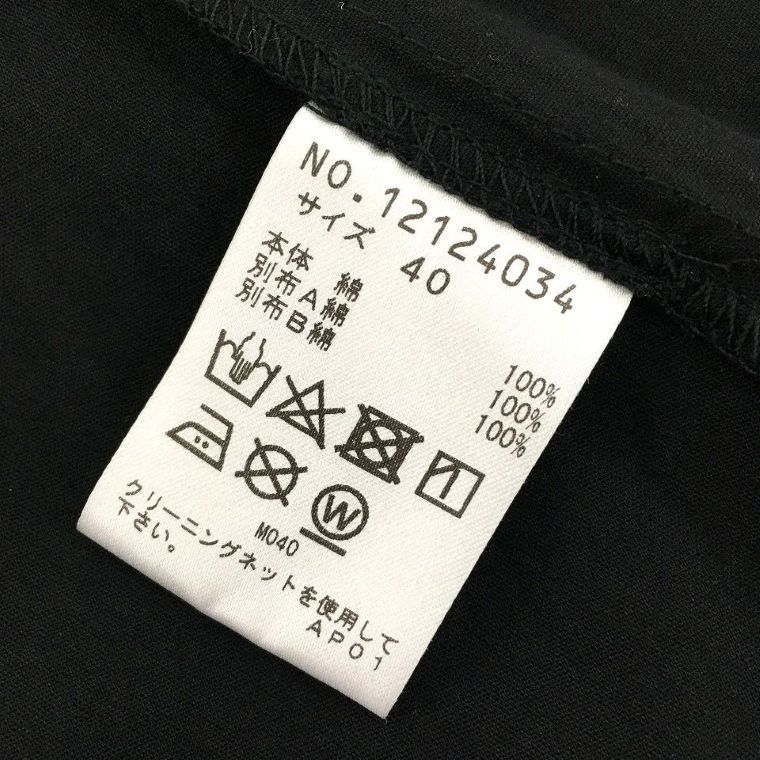 NO.12124034
サイズ 40
本体 綿 100%
別布A綿 100%
別布B綿 100%
W
M040
クリーニングネットを使用して
下さい。
AP01